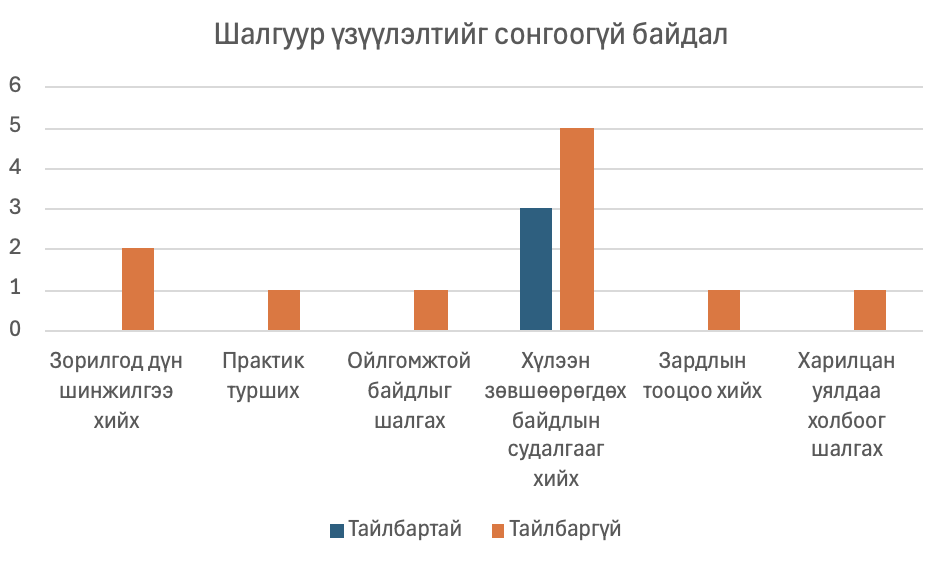 Шалгуур үзүүлэлтийг сонгоогүй байдал
6
5
4
3
2
1
0
Зорилгод дүн
шинжилгээ
хийх
Практик
турших
Ойлгомжтой
байдлыг
шалгах
Хүлээн
зөвшөөрөгдөх
байдлын
судалгааг
хийх
Зардлын
тооцоо хийх
Харилцан
уялдаа
холбоог
шалгах
Тайлбартай
Тайлбаргүй